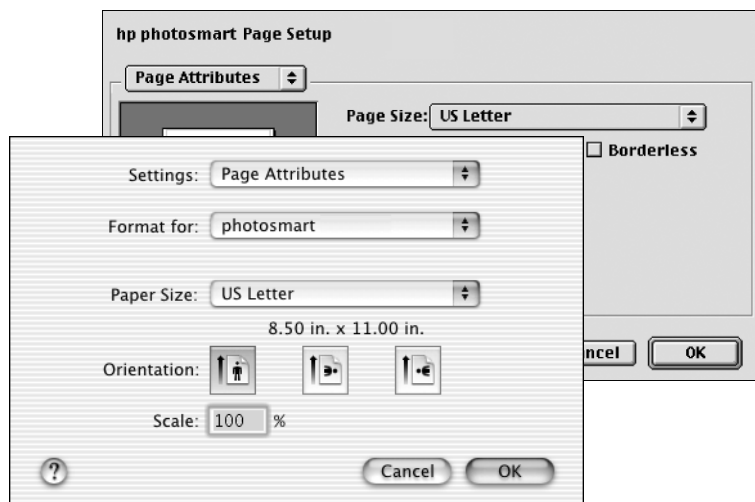 hp photosmart Page Setup
Page Attributes
Page Size: US Letter
Borderless
Settings: Page Attributes
Format for: photosmart
Paper Size: US Letter
8.50 in. x 11.00 in.
Orientation:
Scale: 100 %
? Cancel OK
ncel OK